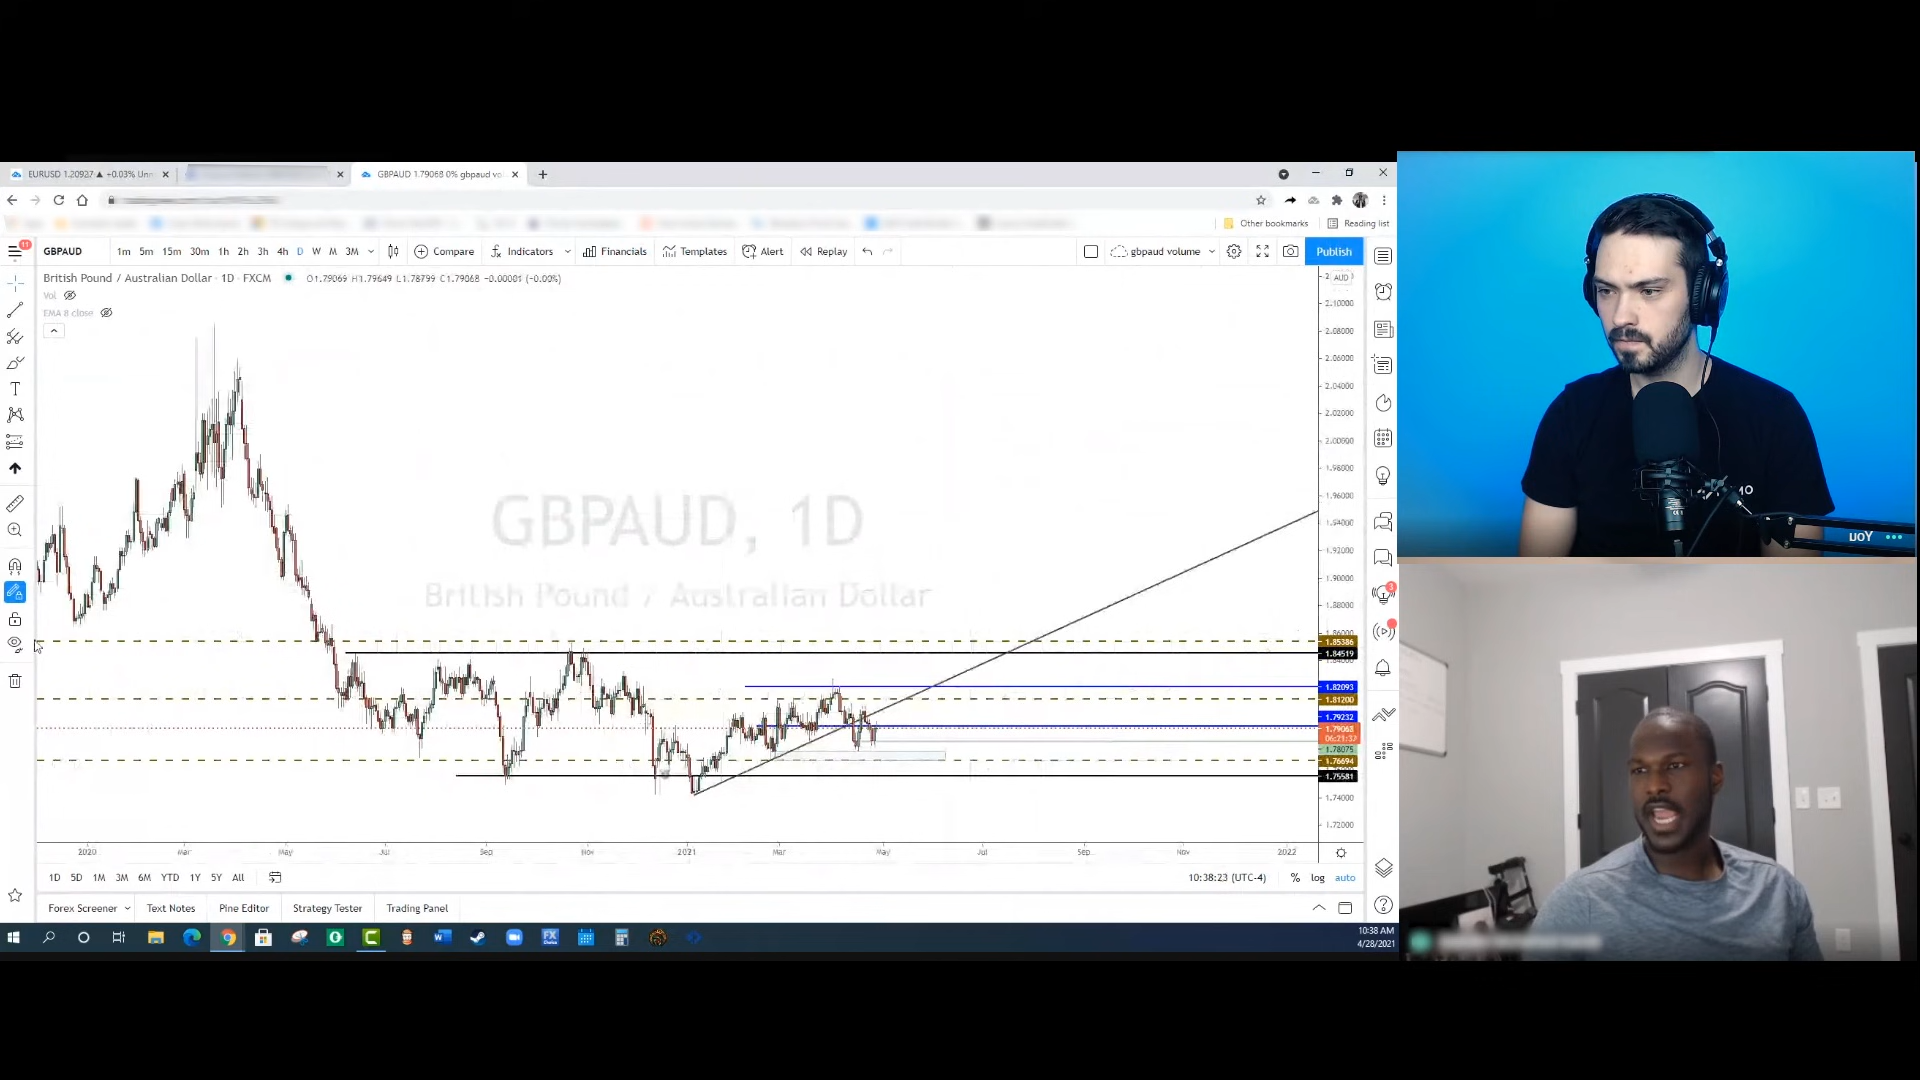 EURUSD 1.20927 ▲ +0.03% Unn
GBPAUD 1.79068 0% gbpaud vo
Other bookmarks
Reading list
11
GBPAUD
1m 5m 15m 30m 1h 2h 3h 4h D W M 3M
Compare
Indicators
Financials
Templates
Alert
Replay
gbpaud volume
Publish
British Pound / Australian Dollar · 1D · FXCM
O1.79069 H1.79649 L1.78799 C1.79068 -0.00001 (-0.00%)
Vol
EMA 8 close
AUD
2.10000
2.08000
2.06000
2.04000
2.02000
2.00000
1.98000
1.96000
1.94000
1.92000
1.90000
1.88000
1.86000
1.85386
1.84519
1.82093
1.81200
1.79232
1.79068
06:21:37
1.78075
1.76694
1.75581
1.74000
1.72000
GBPAUD, 1D
British Pound / Australian Dollar
3
2020 Mar May Jul Sep Nov 2021 Mar May Jul Sep Nov 2022
1D 5D 1M 3M 6M YTD 1Y 5Y All
10:38:23 (UTC-4)
% log auto
Forex Screener
Text Notes
Pine Editor
Strategy Tester
Trading Panel
10:38 AM
4/28/2021